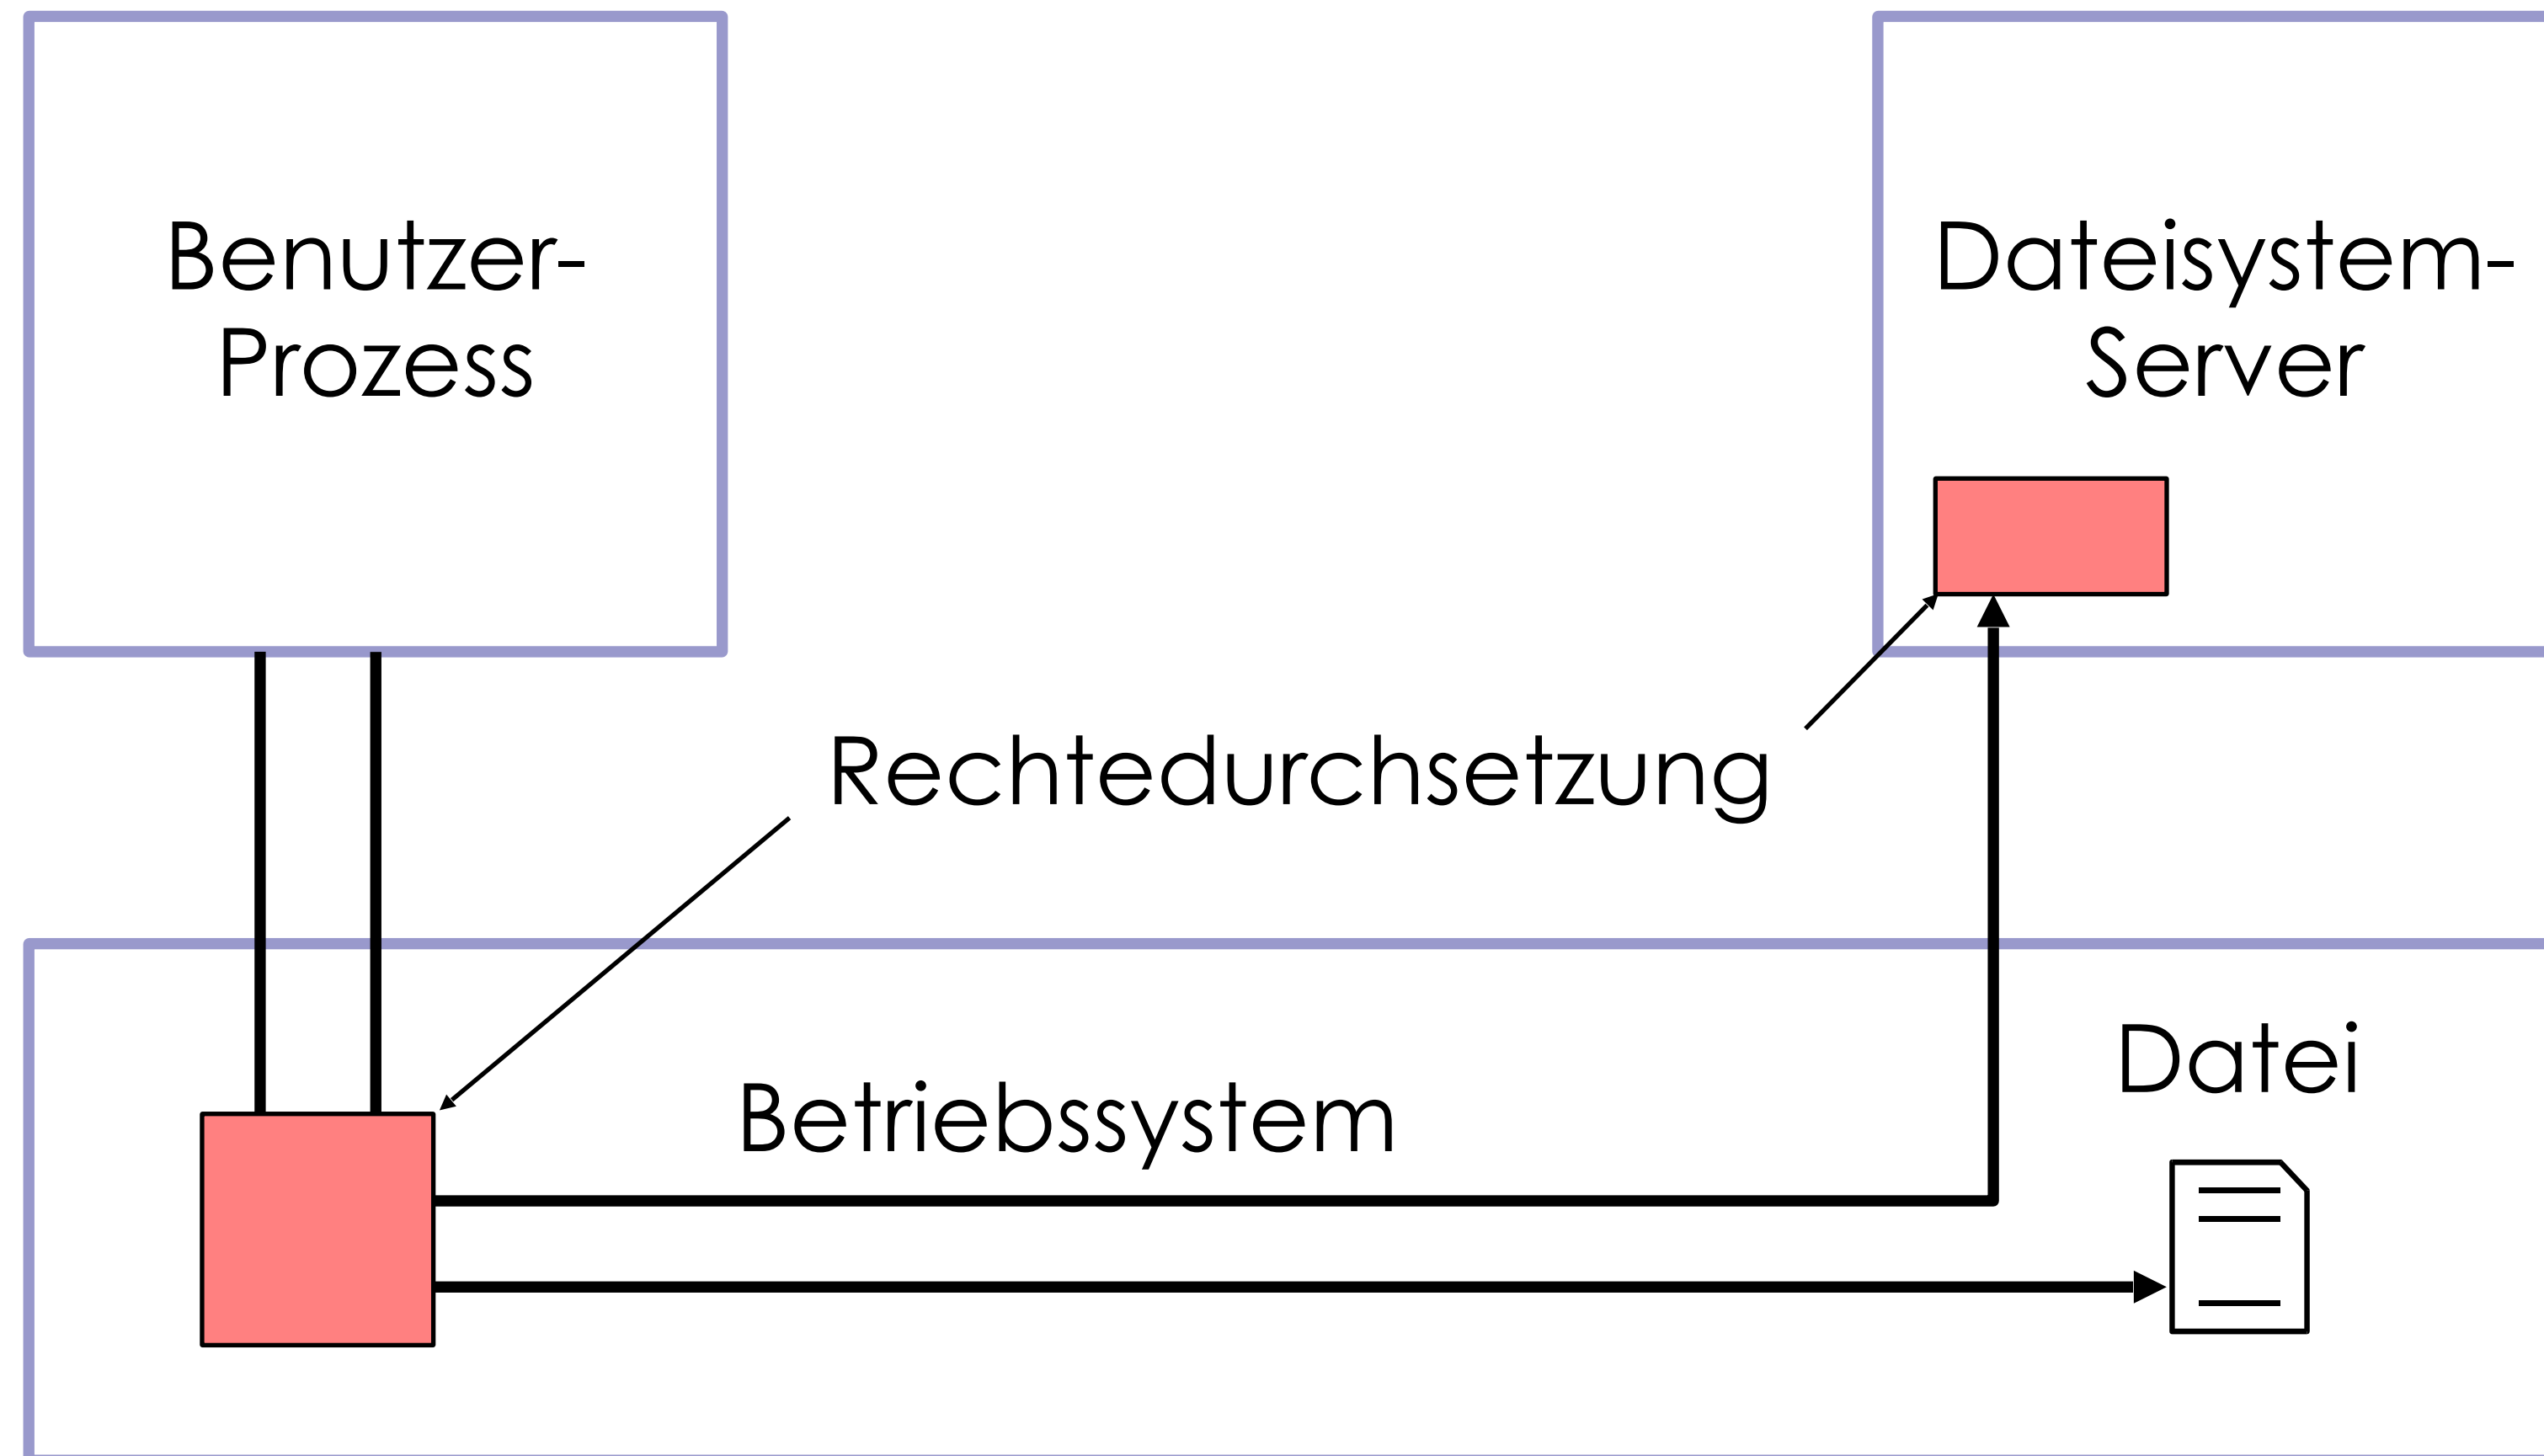 Benutzer-
Prozess
Dateisystem-
Server
Rechtedurchsetzung
Betriebssystem
Datei